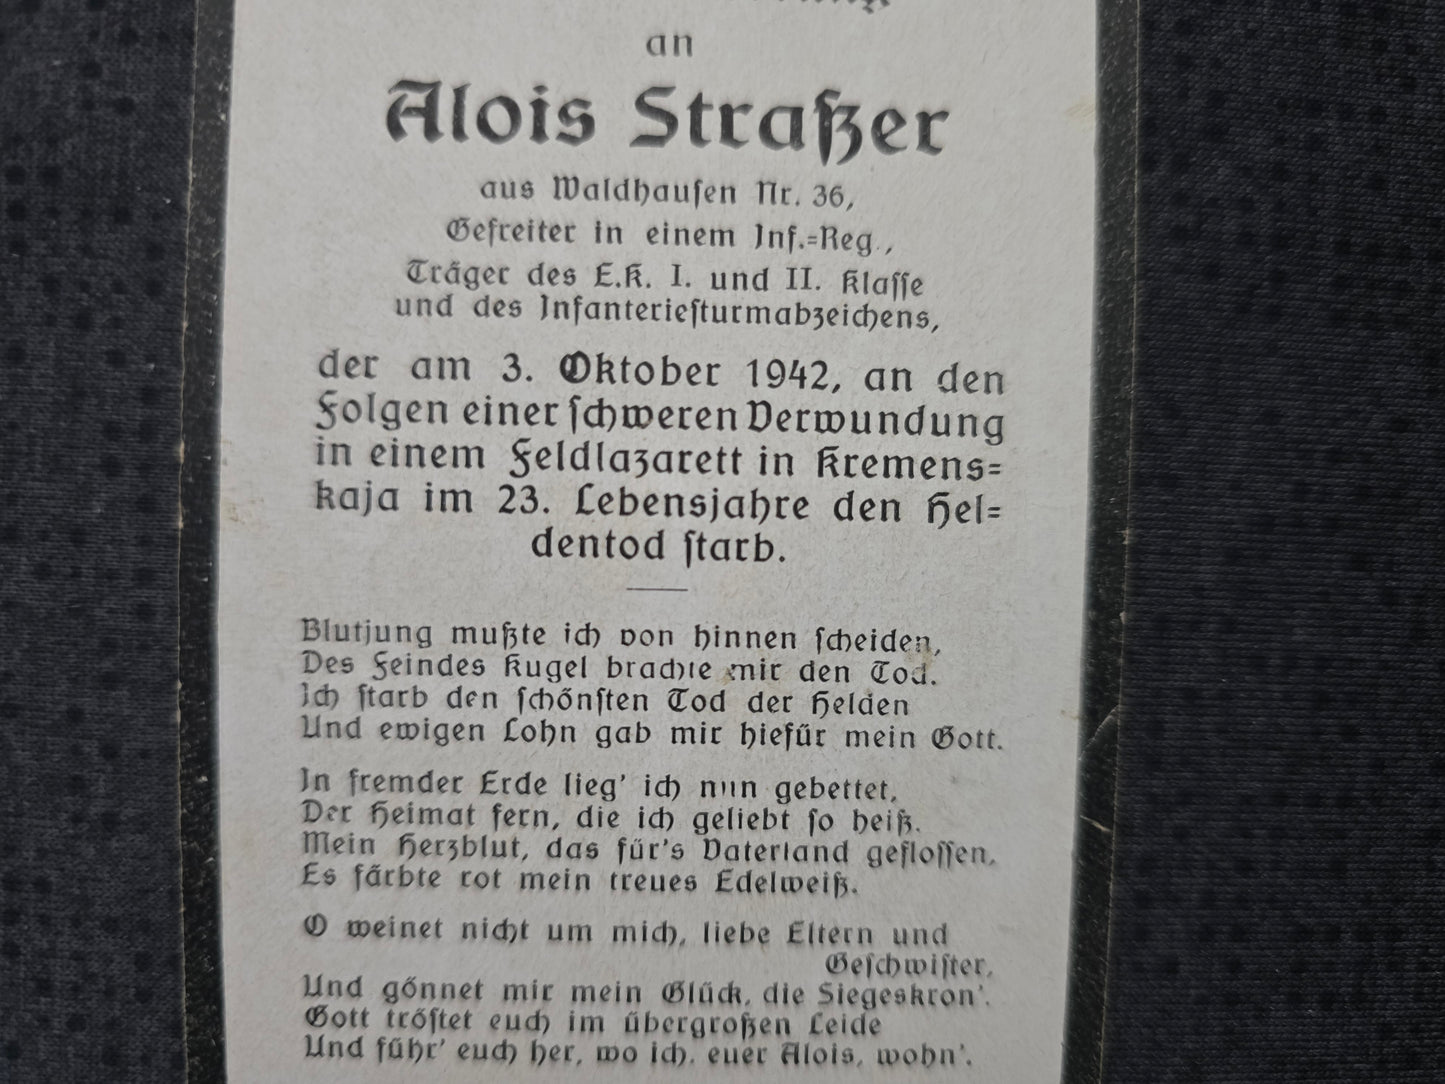 an
Alois Straßer
aus Waldhausen Nr. 36,
Gefreiter in einem Inf.=Reg.,
Träger des E.K. I. und II. Klasse
und des Infanteriesturmabzeichens,
der am 3. Oktober 1942, an den
Folgen einer schweren Verwundung
in einem Feldlazarett in Kremens=
kaja im 23. Lebensjahre den Hel=
dentod starb.
Blutjung mußte ich von hinnen scheiden,
Des Feindes Kugel brachte mir den Tod.
Ich starb den schönsten Tod der Helden
Und ewigen Lohn gab mir hiefür mein Gott.
In fremder Erde lieg' ich nun gebettet,
Der Heimat fern, die ich geliebt so heiß.
Mein Herzblut, das für's Vaterland geflossen,
Es färbte rot mein treues Edelweiß.
O weinet nicht um mich, liebe Eltern und
Geschwister,
Und gönnet mir mein Glück, die Siegeskron'.
Gott tröstet euch im übergroßen Leide
Und führ' euch her, wo ich, euer Alois, wohn'.